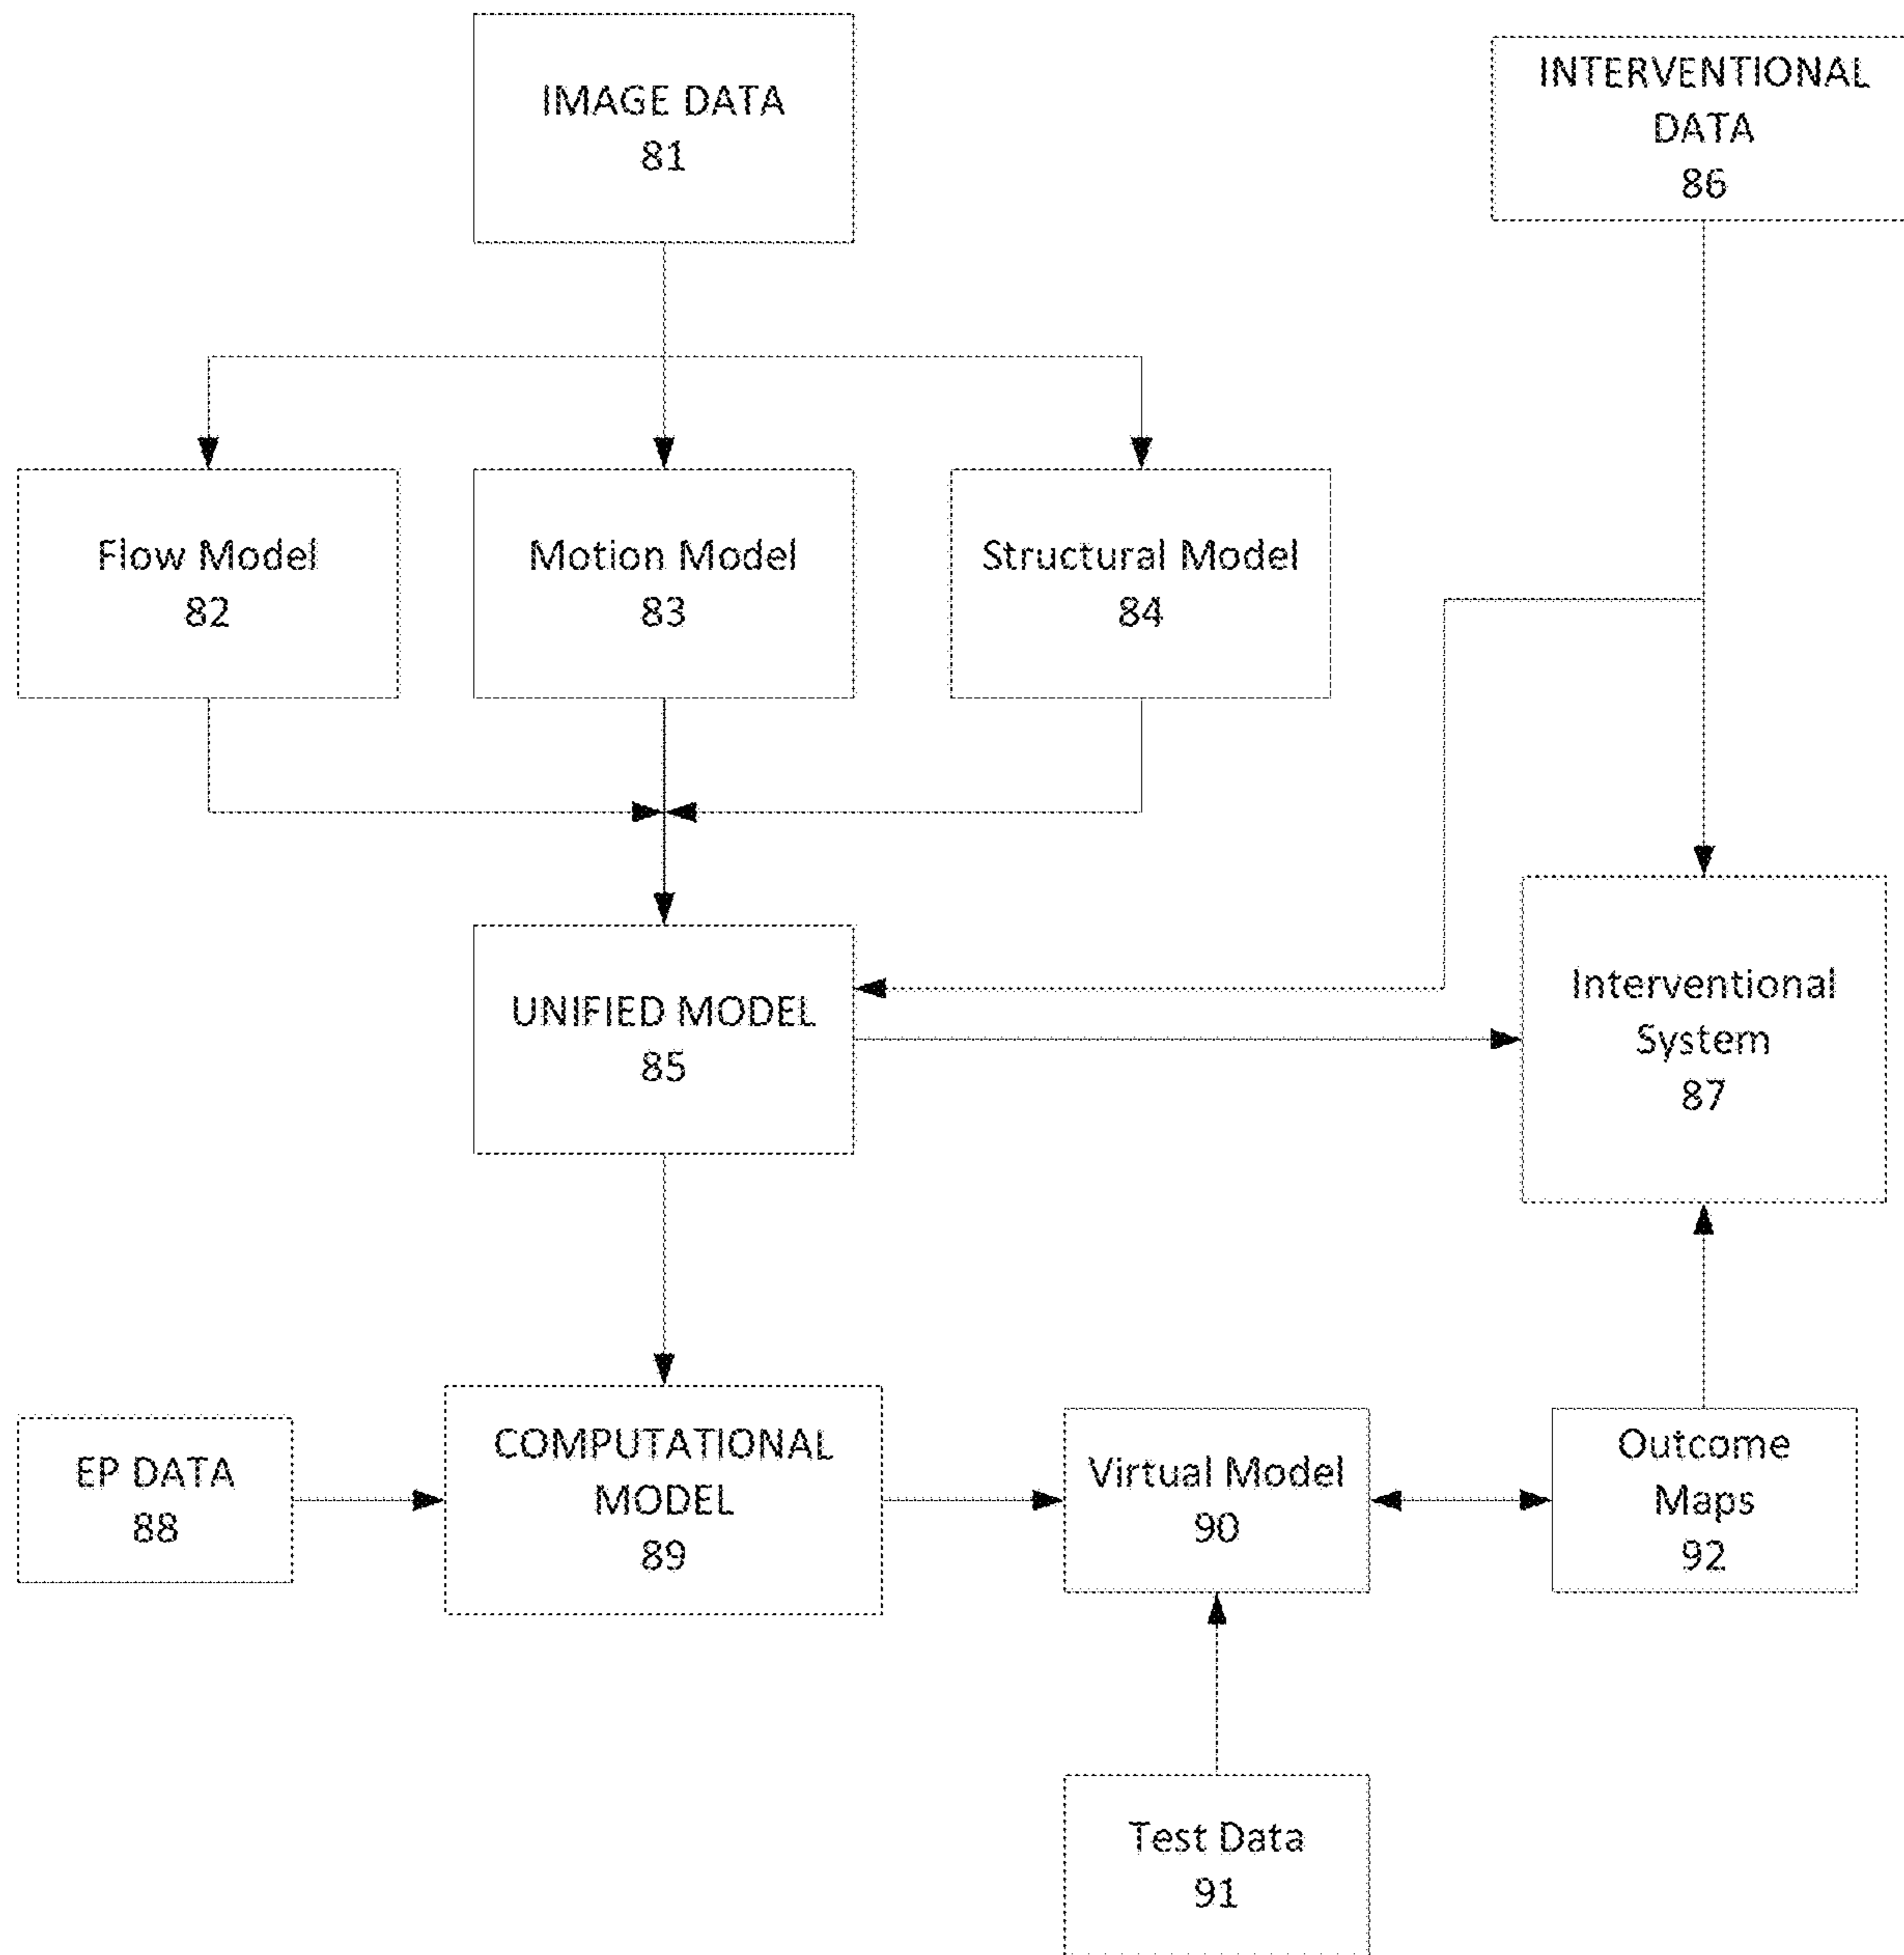 IMAGE DATA
81
INTERVENTIONAL
DATA
86
Flow Model
82
Motion Model
83
Structural Model
84
UNIFIED MODEL
85
Interventional
System
87
EP DATA
88
COMPUTATIONAL
MODEL
89
Virtual Model
90
Outcome
Maps
92
Test Data
91